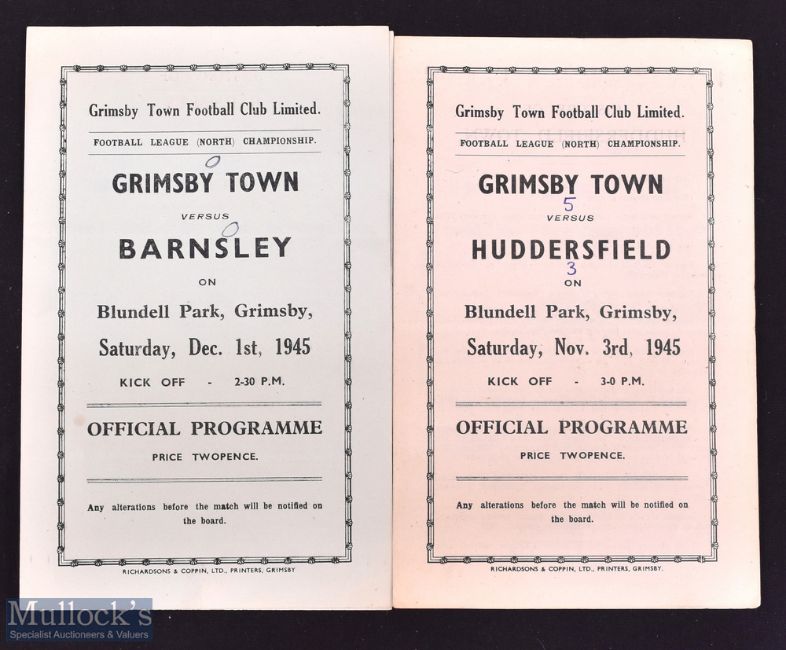 Grimsby Town Football Club Limited.
FOOTBALL LEAGUE (NORTH) CHAMPIONSHIP.
0
GRIMSBY TOWN
VERSUS
0
BARNSLEY
ON
Blundell Park, Grimsby,
Saturday, Dec. 1st, 1945
KICK OFF - 2-30 P.M.
OFFICIAL PROGRAMME
PRICE TWOPENCE.
Any alterations before the match will be notified on
the board.
RICHARDSONS & COPPIN, LTD., PRINTERS, GRIMSBY
Grimsby Town Football Club Limited.
FOOTBALL LEAGUE (NORTH) CHAMPIONSHIP.
GRIMSBY TOWN
5
VERSUS
HUDDERSFIELD
3
ON
Blundell Park, Grimsby,
Saturday, Nov. 3rd, 1945
KICK OFF - 3-0 P.M.
OFFICIAL PROGRAMME
PRICE TWOPENCE.
Any alterations before the match will be notified on
the board.
RICHARDSONS & COPPIN, LTD., PRINTERS, GRIMSBY.
Mullock's
Specialist Auctioneers & Valuers